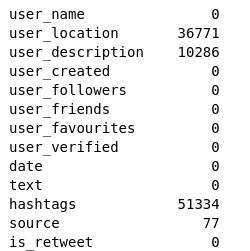 user_name 0
user_location 36771
user_description 10286
user_created 0
user_followers 0
user_friends 0
user_favourites 0
user_verified 0
date 0
text 0
hashtags 51334
source 77
is_retweet 0